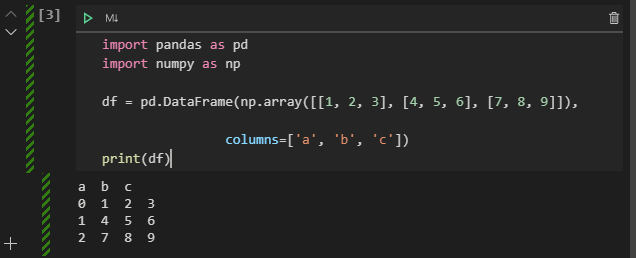 [3]
M↓
import pandas as pd
import numpy as np
df = pd.DataFrame(np.array([[1, 2, 3], [4, 5, 6], [7, 8, 9]]),
columns=['a', 'b', 'c'])
print(df)
a b c
0 1 2 3
1 4 5 6
2 7 8 9